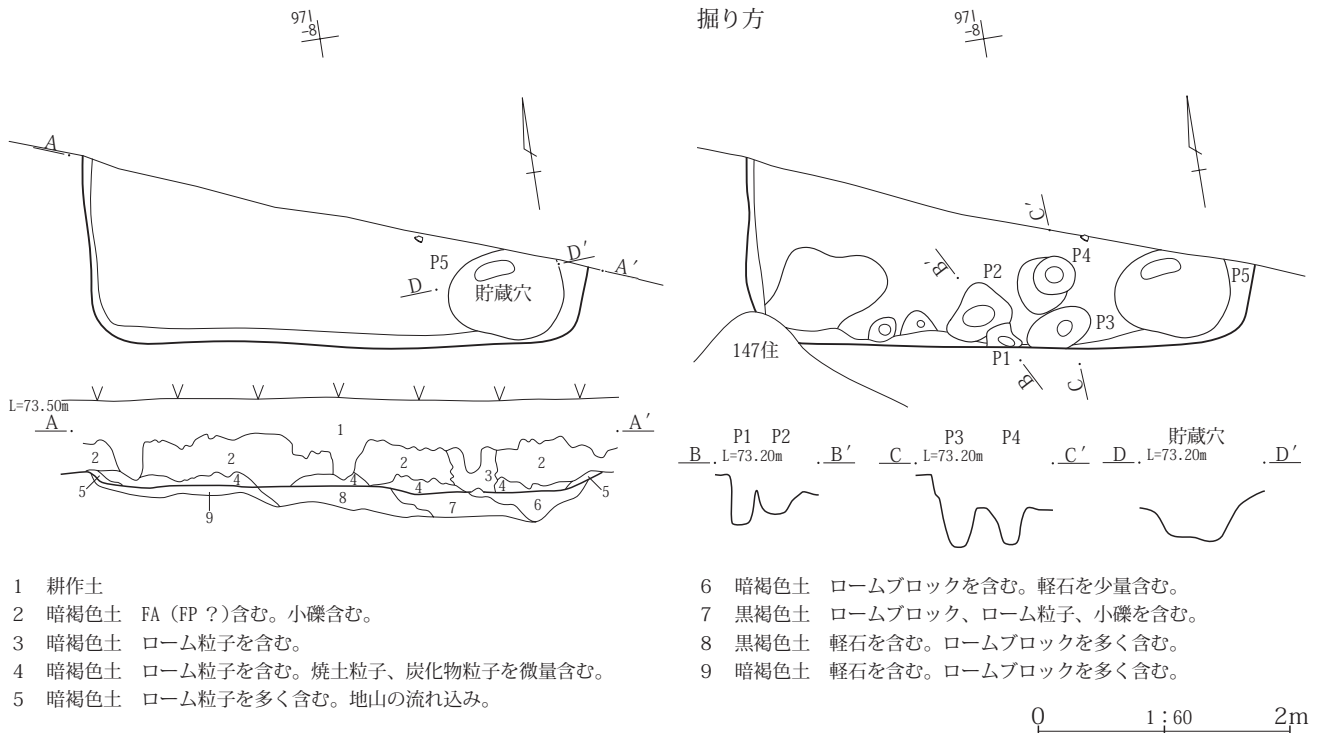 97I
-8
A
D′
A′
P5
D
貯蔵穴
L=73.50m
A
A′
1
2
2
2
2
3
4
4
4
4
5
5
6
7
8
9
掘り方
97I
-8
C′
B′
P2
P4
P5
P3
147住
P1
B
C
P1 P2
B L=73.20m B′
P3 P4
C L=73.20m C′
貯蔵穴
D L=73.20m D′
1 耕作土
2 暗褐色土 FA（FP ？）含む。小礫含む。
3 暗褐色土 ローム粒子を含む。
4 暗褐色土 ローム粒子を含む。焼土粒子、炭化物粒子を微量含む。
5 暗褐色土 ローム粒子を多く含む。地山の流れ込み。
6 暗褐色土 ロームブロックを含む。軽石を少量含む。
7 黒褐色土 ロームブロック、ローム粒子、小礫を含む。
8 黒褐色土 軽石を含む。ロームブロックを多く含む。
9 暗褐色土 軽石を含む。ロームブロックを多く含む。
0 1：60 2m